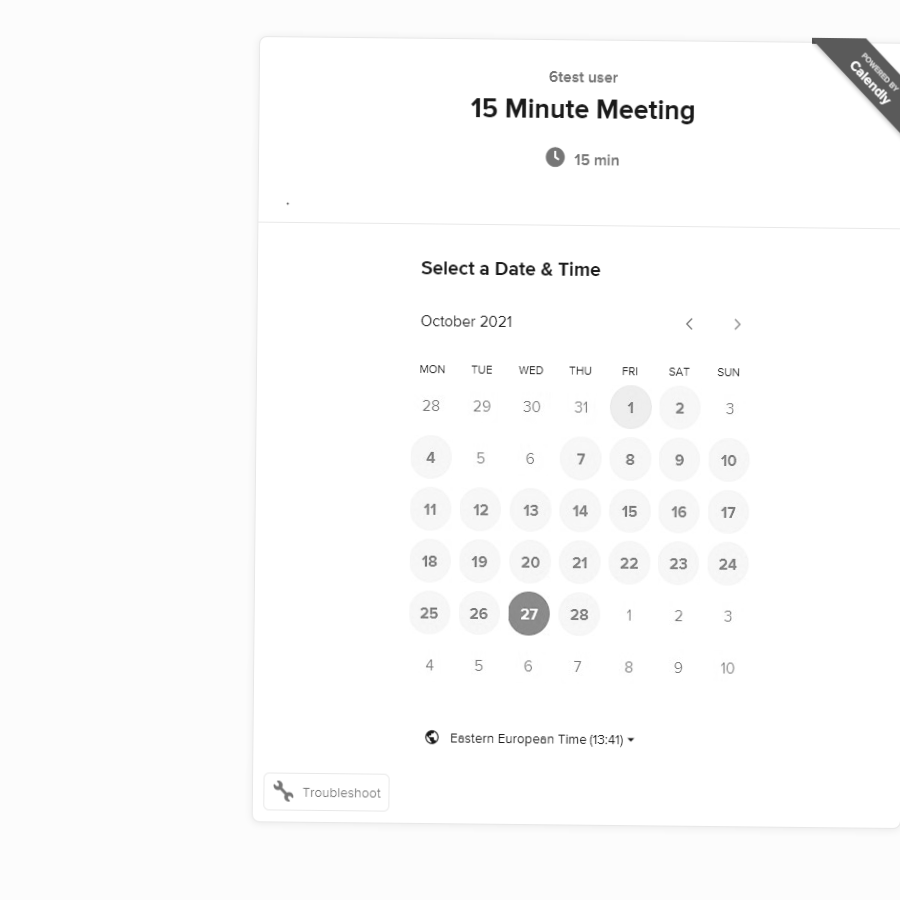 6test user
15 Minute Meeting
15 min
POWERED BY
Calendly
.
Select a Date & Time
October 2021
MON TUE WED THU FRI SAT SUN
28 29 30 31 1 2 3
4 5 6 7 8 9 10
11 12 13 14 15 16 17
18 19 20 21 22 23 24
25 26 27 28 1 2 3
4 5 6 7 8 9 10
Eastern European Time (13:41)
Troubleshoot